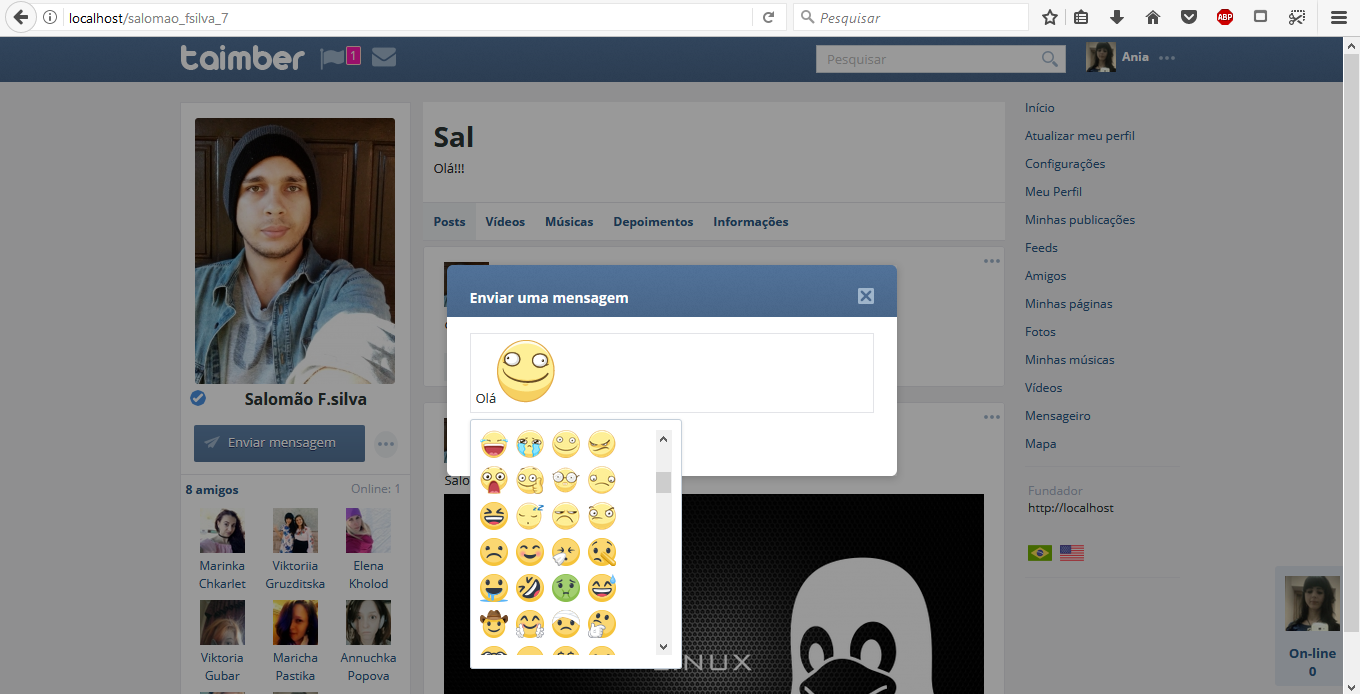 localhost/salomao_fsilva_7
Pesquisar
ABP
taimber
1
Pesquisar
Ania
Sal
Olá!!!
Posts Vídeos Músicas Depoimentos Informações
Salomão F.silva
Enviar mensagem
8 amigos Online: 1
Marinka Chkarlet
Viktoriia Gruzditska
Elena Kholod
Viktoria Gubar
Maricha Pastika
Annuchka Popova
Enviar uma mensagem
Olá
Salo
LINUX
Início
Atualizar meu perfil
Configurações
Meu Perfil
Minhas publicações
Feeds
Amigos
Minhas páginas
Fotos
Minhas músicas
Vídeos
Mensageiro
Mapa
Fundador
http://localhost
On-line
0